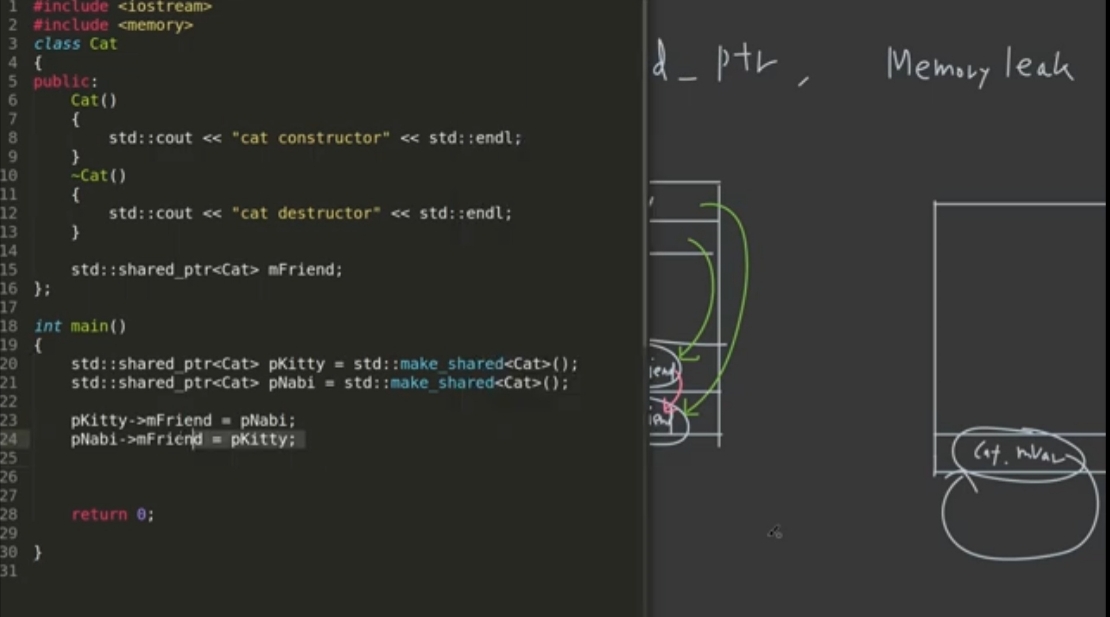 1 #include <iostream>
2 #include <memory>
3 class Cat
4 {
5 public:
6     Cat()
7     {
8         std::cout << "cat constructor" << std::endl;
9     }
10     ~Cat()
11     {
12         std::cout << "cat destructor" << std::endl;
13     }
14
15     std::shared_ptr<Cat> mFriend;
16 };
17
18 int main()
19 {
20     std::shared_ptr<Cat> pKitty = std::make_shared<Cat>();
21     std::shared_ptr<Cat> pNabi = std::make_shared<Cat>();
22
23     pKitty->mFriend = pNabi;
24     pNabi->mFriend = pKitty;
25
26
27
28     return 0;
29
30 }
31
d_ptr, Memory leak
iend
Cat. mVar